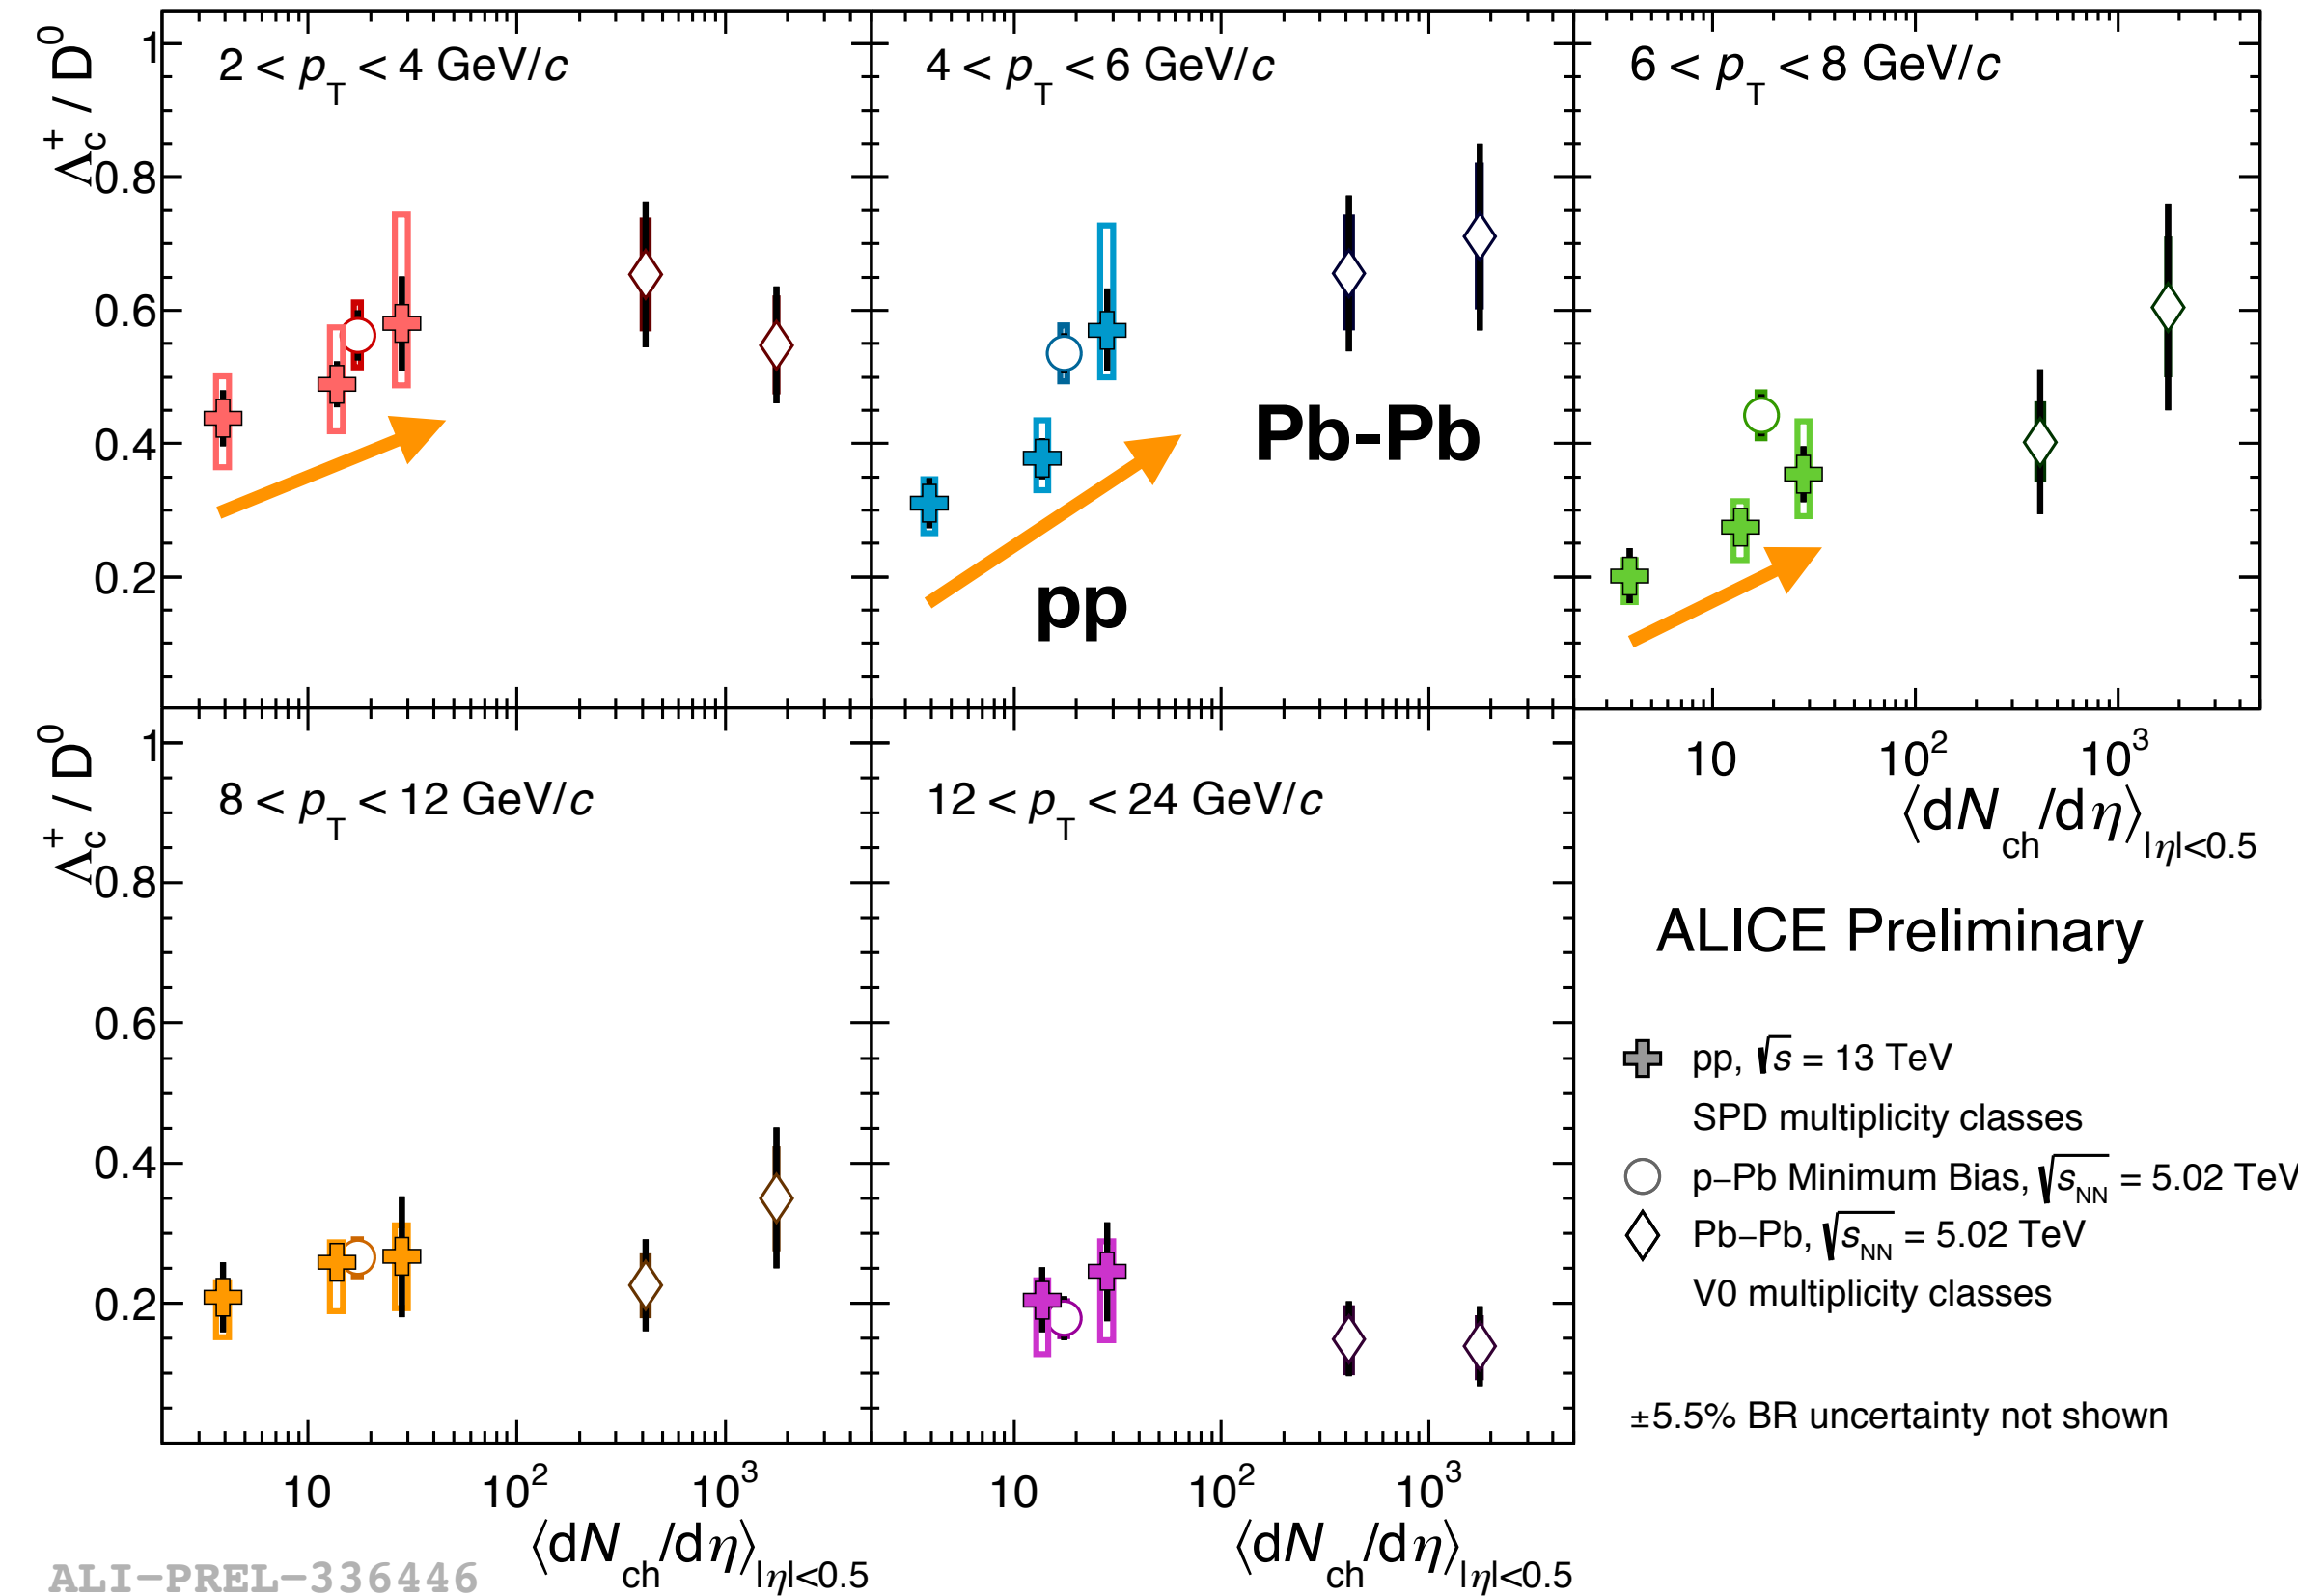 Λc+ / D0
1
0.8
0.6
0.4
0.2
2 < pT < 4 GeV/c
4 < pT < 6 GeV/c
Pb-Pb
pp
6 < pT < 8 GeV/c
10 10² 10³
⟨dNch/dη⟩|η|<0.5
Λc+ / D0
1
0.8
0.6
0.4
0.2
8 < pT < 12 GeV/c
12 < pT < 24 GeV/c
10 10² 10³
⟨dNch/dη⟩|η|<0.5
10 10² 10³
⟨dNch/dη⟩|η|<0.5
ALICE Preliminary
pp, √s = 13 TeV
SPD multiplicity classes
p−Pb Minimum Bias, √sNN = 5.02 TeV
Pb−Pb, √sNN = 5.02 TeV
V0 multiplicity classes
±5.5% BR uncertainty not shown
ALI−PREL−336446